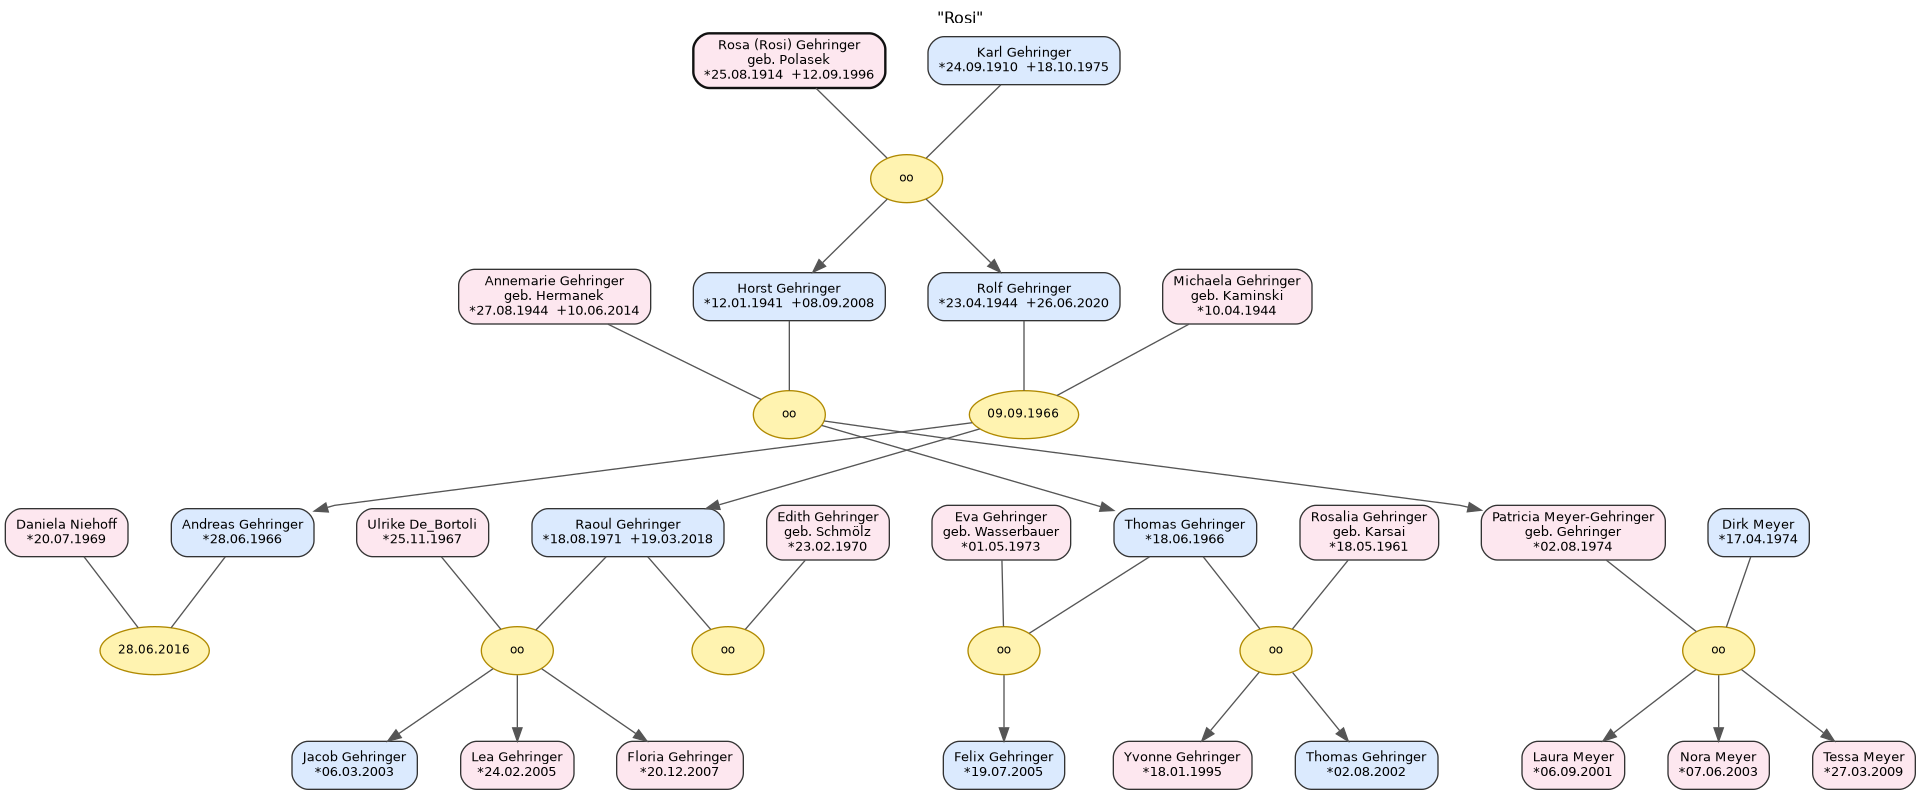 "Rosi"
Rosa (Rosi) Gehringer
geb. Polasek
*25.08.1914  +12.09.1996
Karl Gehringer
*24.09.1910  +18.10.1975
oo
Annemarie Gehringer
geb. Hermanek
*27.08.1944  +10.06.2014
Horst Gehringer
*12.01.1941  +08.09.2008
Rolf Gehringer
*23.04.1944  +26.06.2020
Michaela Gehringer
geb. Kaminski
*10.04.1944
oo
09.09.1966
Daniela Niehoff
*20.07.1969
Andreas Gehringer
*28.06.1966
Ulrike De_Bortoli
*25.11.1967
Raoul Gehringer
*18.08.1971  +19.03.2018
Edith Gehringer
geb. Schmölz
*23.02.1970
Eva Gehringer
geb. Wasserbauer
*01.05.1973
Thomas Gehringer
*18.06.1966
Rosalia Gehringer
geb. Karsai
*18.05.1961
Patricia Meyer-Gehringer
geb. Gehringer
*02.08.1974
Dirk Meyer
*17.04.1974
28.06.2016
oo
oo
oo
oo
oo
Jacob Gehringer
*06.03.2003
Lea Gehringer
*24.02.2005
Floria Gehringer
*20.12.2007
Felix Gehringer
*19.07.2005
Yvonne Gehringer
*18.01.1995
Thomas Gehringer
*02.08.2002
Laura Meyer
*06.09.2001
Nora Meyer
*07.06.2003
Tessa Meyer
*27.03.2009